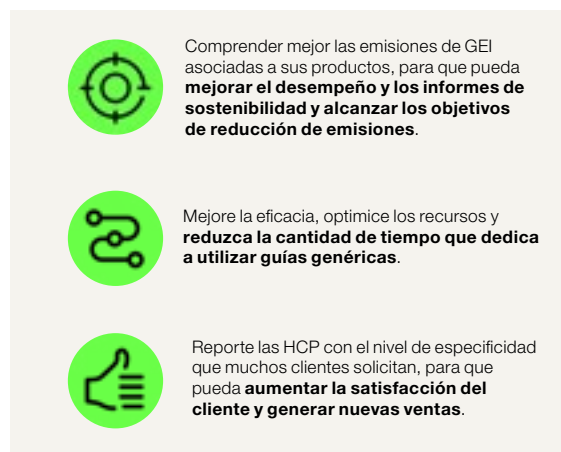 Comprender mejor las emisiones de GEI
asociadas a sus productos, para que pueda
mejorar el desempeño y los informes de
sostenibilidad y alcanzar los objetivos
de reducción de emisiones.
Mejore la eficacia, optimice los recursos y
reduzca la cantidad de tiempo que dedica
a utilizar guías genéricas.
Reporte las HCP con el nivel de especificidad
que muchos clientes solicitan, para que
pueda aumentar la satisfacción del
cliente y generar nuevas ventas.